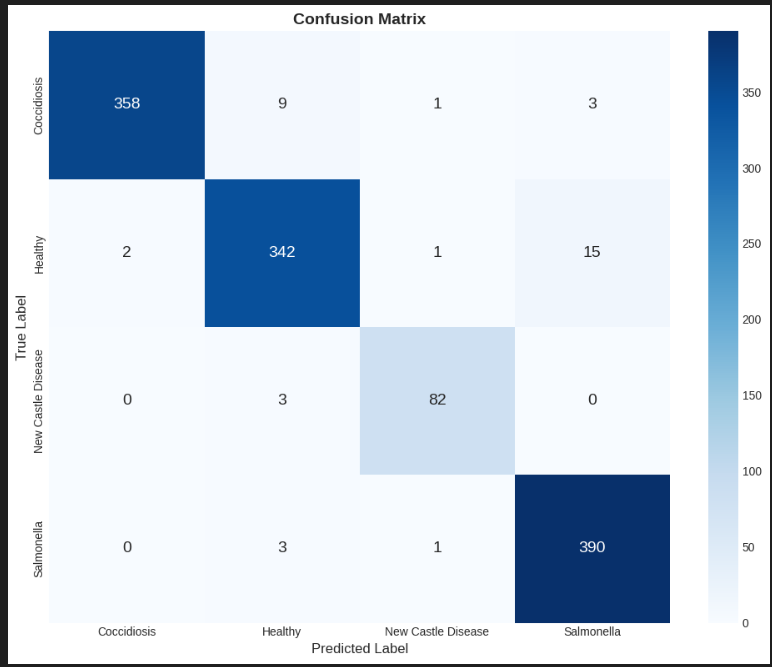 Confusion Matrix
Coccidiosis
358 9 1 3
Healthy
2 342 1 15
New Castle Disease
0 3 82 0
Salmonella
0 3 1 390
True Label
Coccidiosis Healthy New Castle Disease Salmonella
Predicted Label
350
300
250
200
150
100
50
0